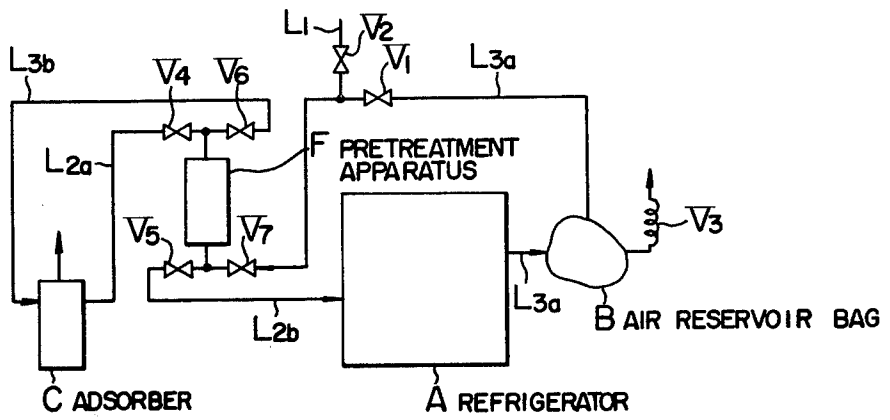 L1
V2
L3b
V4
V6
V1
L3a
L2a
F PRETREATMENT
APPARATUS
V5
V7
V3
L3a
L2b
B AIR RESERVOIR BAG
C ADSORBER
A REFRIGERATOR